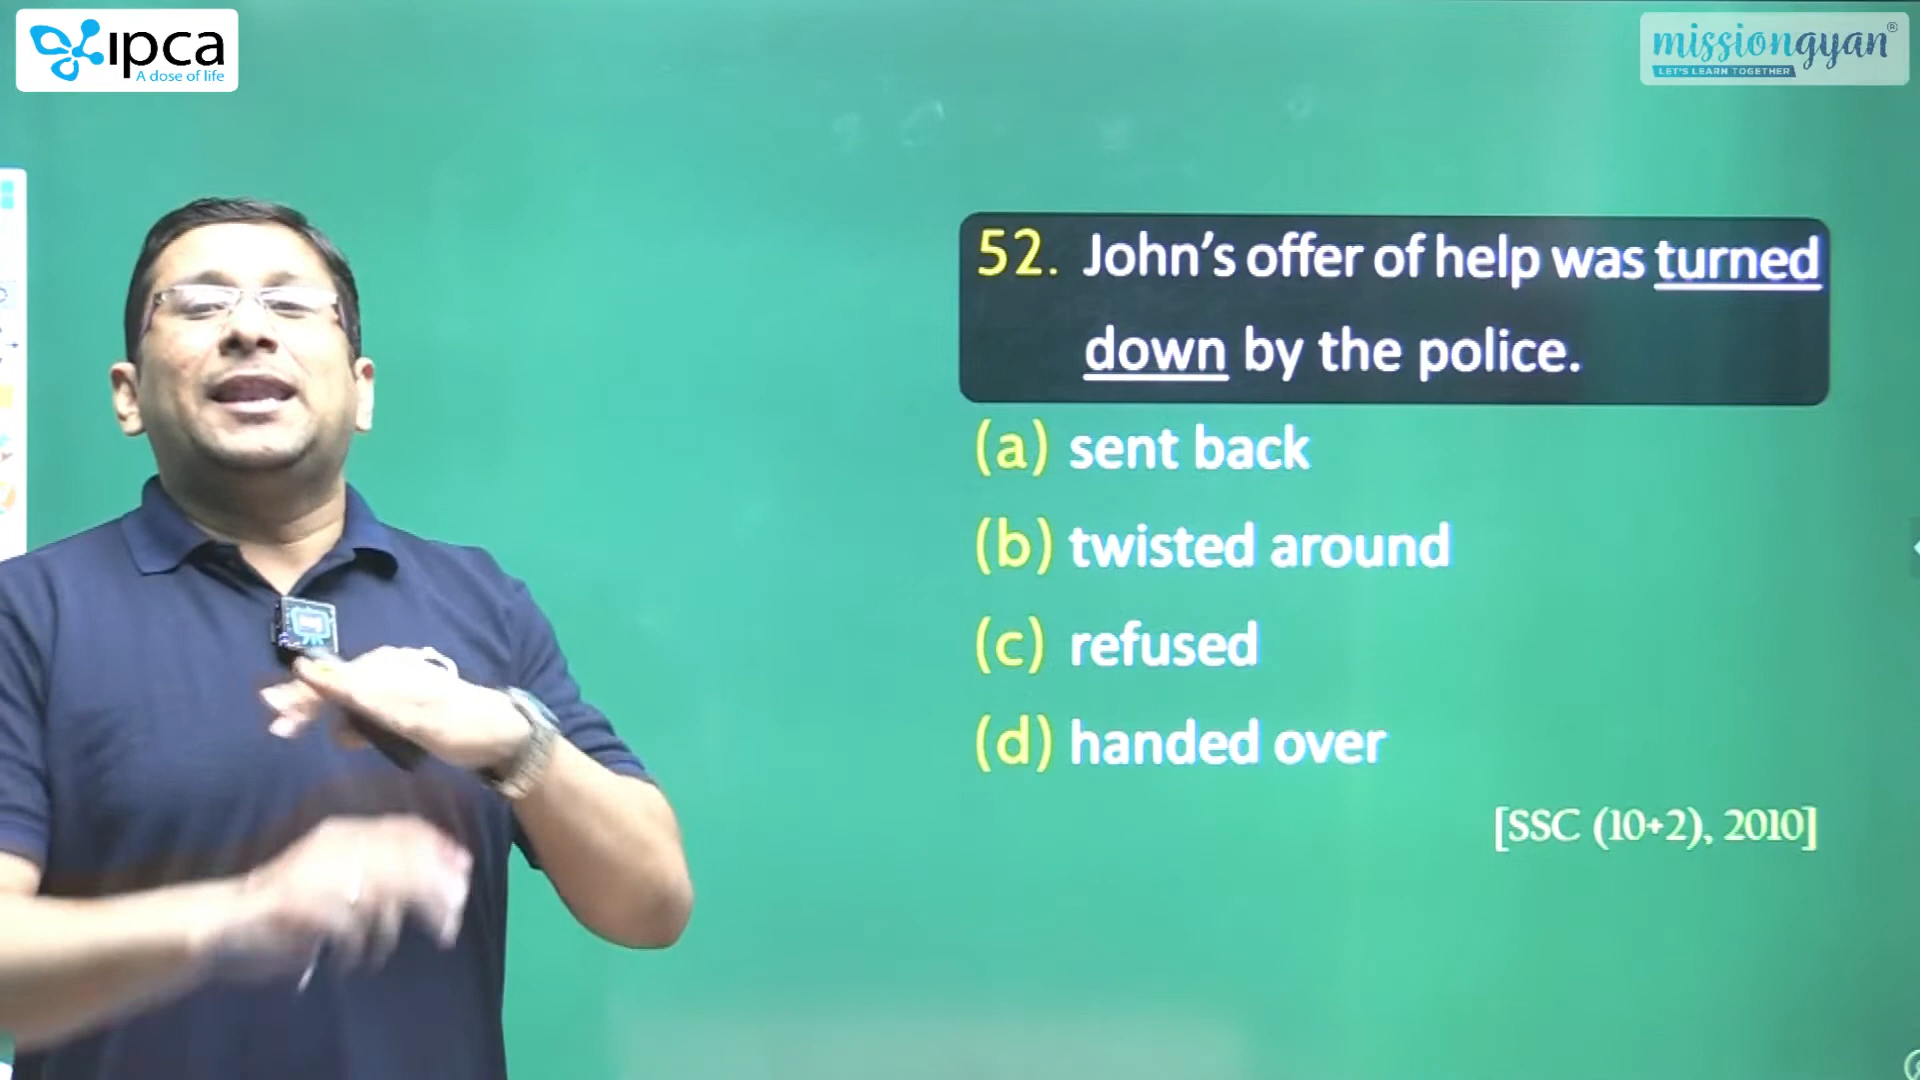 ipca
A dose of life
missiongyan®
LET'S LEARN TOGETHER
52. John's offer of help was turned
down by the police.
(a) sent back
(b) twisted around
(c) refused
(d) handed over
[SSC (10+2), 2010]